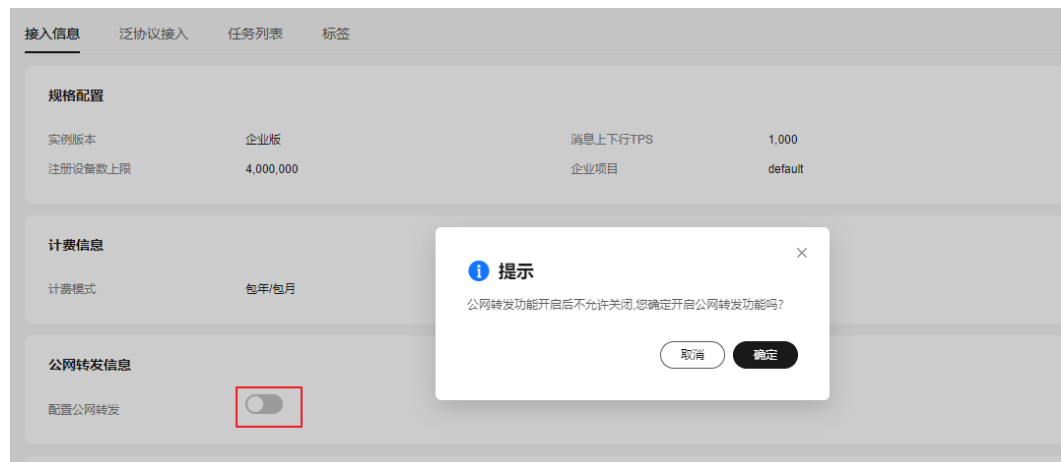 接入信息 泛协议接入 任务列表 标签
规格配置
实例版本 企业版 消息上下行TPS 1,000
注册设备数上限 4,000,000 企业项目 default
计费信息
计费模式 包年/包月
提示
公网转发功能开启后不允许关闭,您确定开启公网转发功能吗?
取消 确定
公网转发信息
配置公网转发